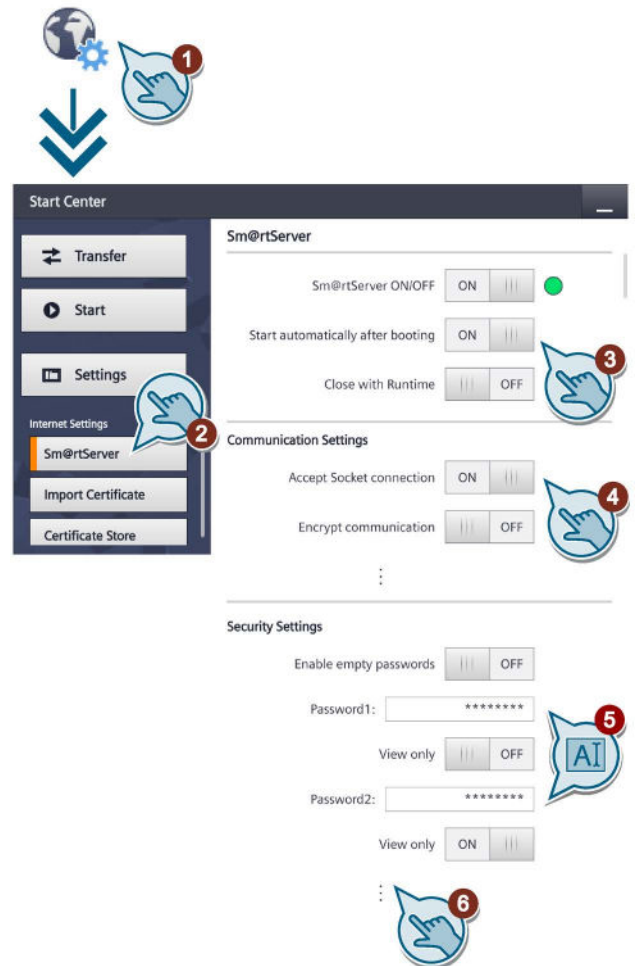 1
Start Center
Transfer
Start
Settings
Internet Settings
2
Sm@rtServer
Import Certificate
Certificate Store
Sm@rtServer
Sm@rtServer ON/OFF ON
Start automatically after booting ON
3
Close with Runtime OFF
Communication Settings
Accept Socket connection ON
4
Encrypt communication OFF
⋮
Security Settings
Enable empty passwords OFF
Password1: ********
5
AI
View only OFF
Password2: ********
View only ON
⋮
6